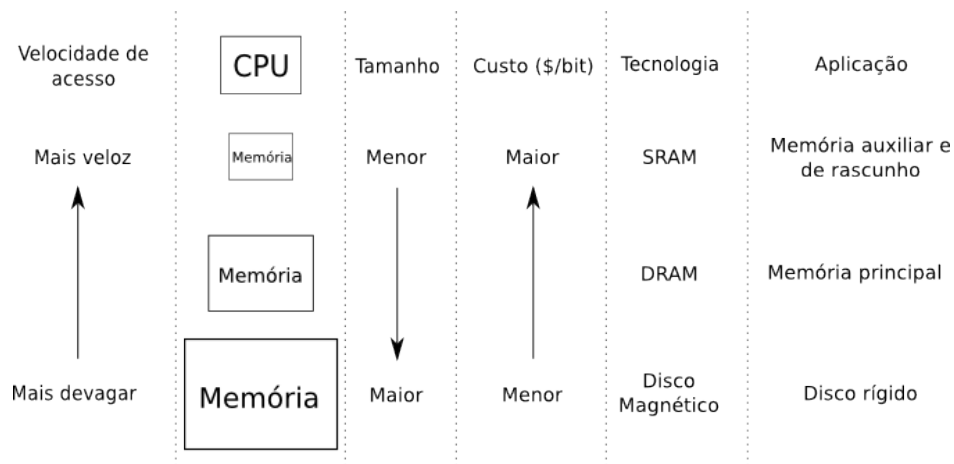 Velocidade de
acesso
CPU
Tamanho
Custo ($/bit)
Tecnologia
Aplicação
Mais veloz
Memória
Menor
Maior
SRAM
Memória auxiliar e
de rascunho
Memória
DRAM
Memória principal
Mais devagar
Memória
Maior
Menor
Disco
Magnético
Disco rígido